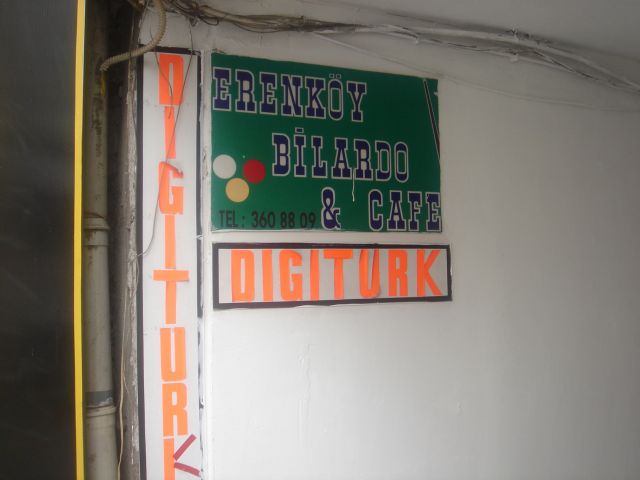 ERENKÖY
BİLARDO
& CAFE
TEL: 360 88 09
DIGITURK
DIGITURK